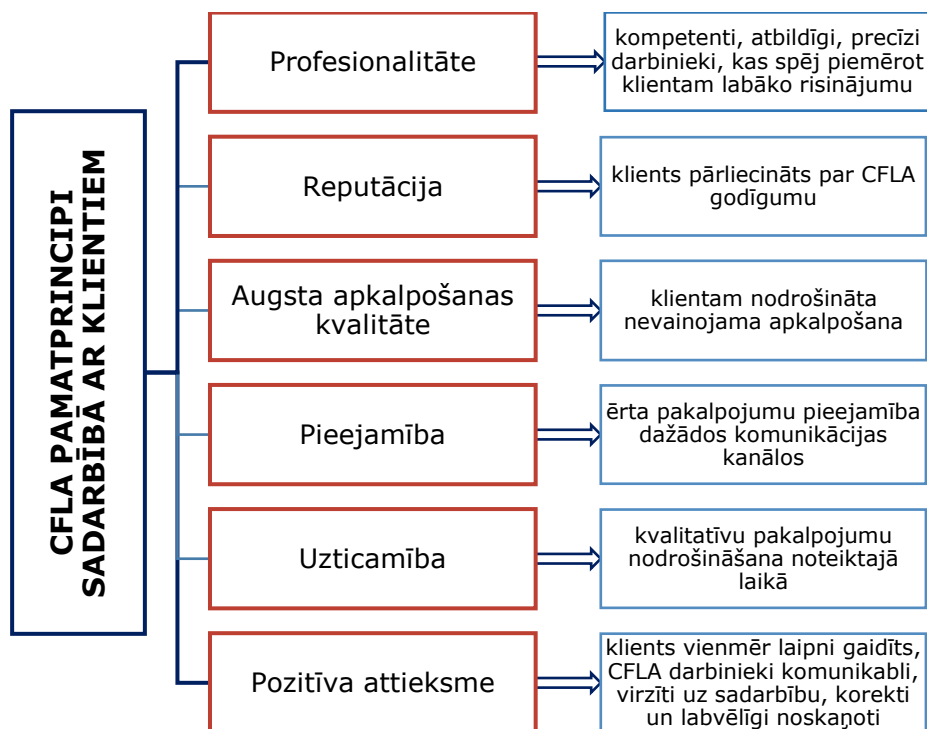 CFLA PAMATPRINCIPI
SADARBĪBĀ AR KLIENTIEM
Profesionalitāte
kompetenti, atbildīgi, precīzi
darbinieki, kas spēj piemērot
klientam labāko risinājumu
Reputācija
klients pārliecināts par CFLA
godīgumu
Augsta apkalpošanas
kvalitāte
klientam nodrošināta
nevainojama apkalpošana
Pieejamība
ērta pakalpojumu pieejamība
dažādos komunikācijas
kanālos
Uzticamība
kvalitatīvu pakalpojumu
nodrošināšana noteiktajā
laikā
Pozitīva attieksme
klients vienmēr laipni gaidīts,
CFLA darbinieki komunikabli,
virzīti uz sadarbību, korekti
un labvēlīgi noskaņoti